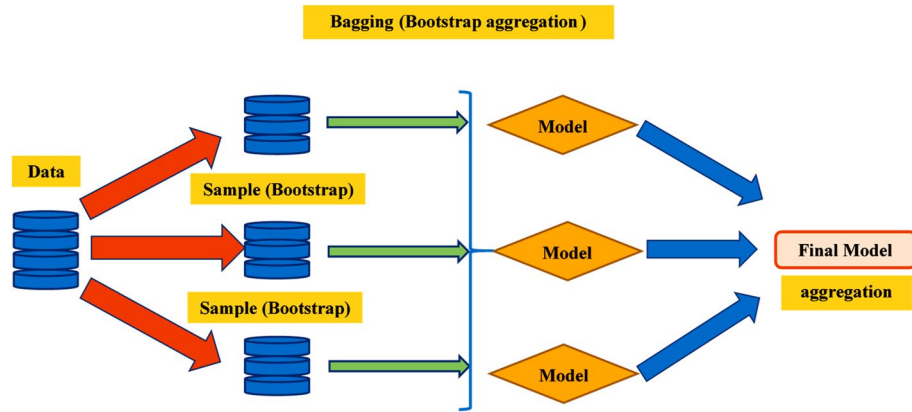 Bagging (Bootstrap aggregation )
Model
Data
Sample (Bootstrap)
Model
Final Model
aggregation
Sample (Bootstrap)
Model